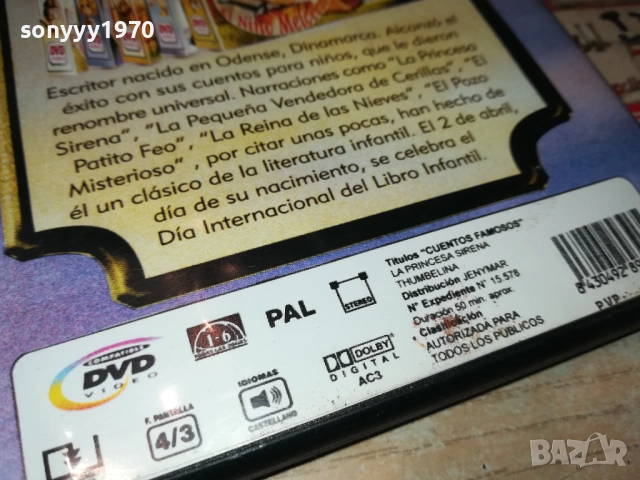 sonyyy1970
Escritor nacido en Odense, Dinamarca. Alcanzó el
éxito con sus cuentos para niños, que le dieron
renombre universal. Narraciones como "La Princesa
Sirena", "La Pequeña Vendedora de Cerillas", "El
Patito Feo", "La Reina de las Nieves", "El Pozo
Misterioso", por citar unas pocas, han hecho de
él un clásico de la literatura infantil. El 2 de abril,
día de su nacimiento, se celebra el
Día Internacional del Libro Infantil.
Títulos "CUENTOS FAMOSOS"
LA PRINCESA SIRENA
THUMBELINA
Distribución JENYMAR
Nº Expediente Nº 15.578
Duración 50 min. aprox.
Clasificación
AUTORIZADA PARA
TODOS LOS PÚBLICOS
P.V.P.
COMPATIBLE
DVD
VIDEO
1-6
PAL
STEREO
F. PANTALLA
4/3
IDIOMAS
CASTELLANO
DOLBY
DIGITAL
AC3
BAZAR
bg